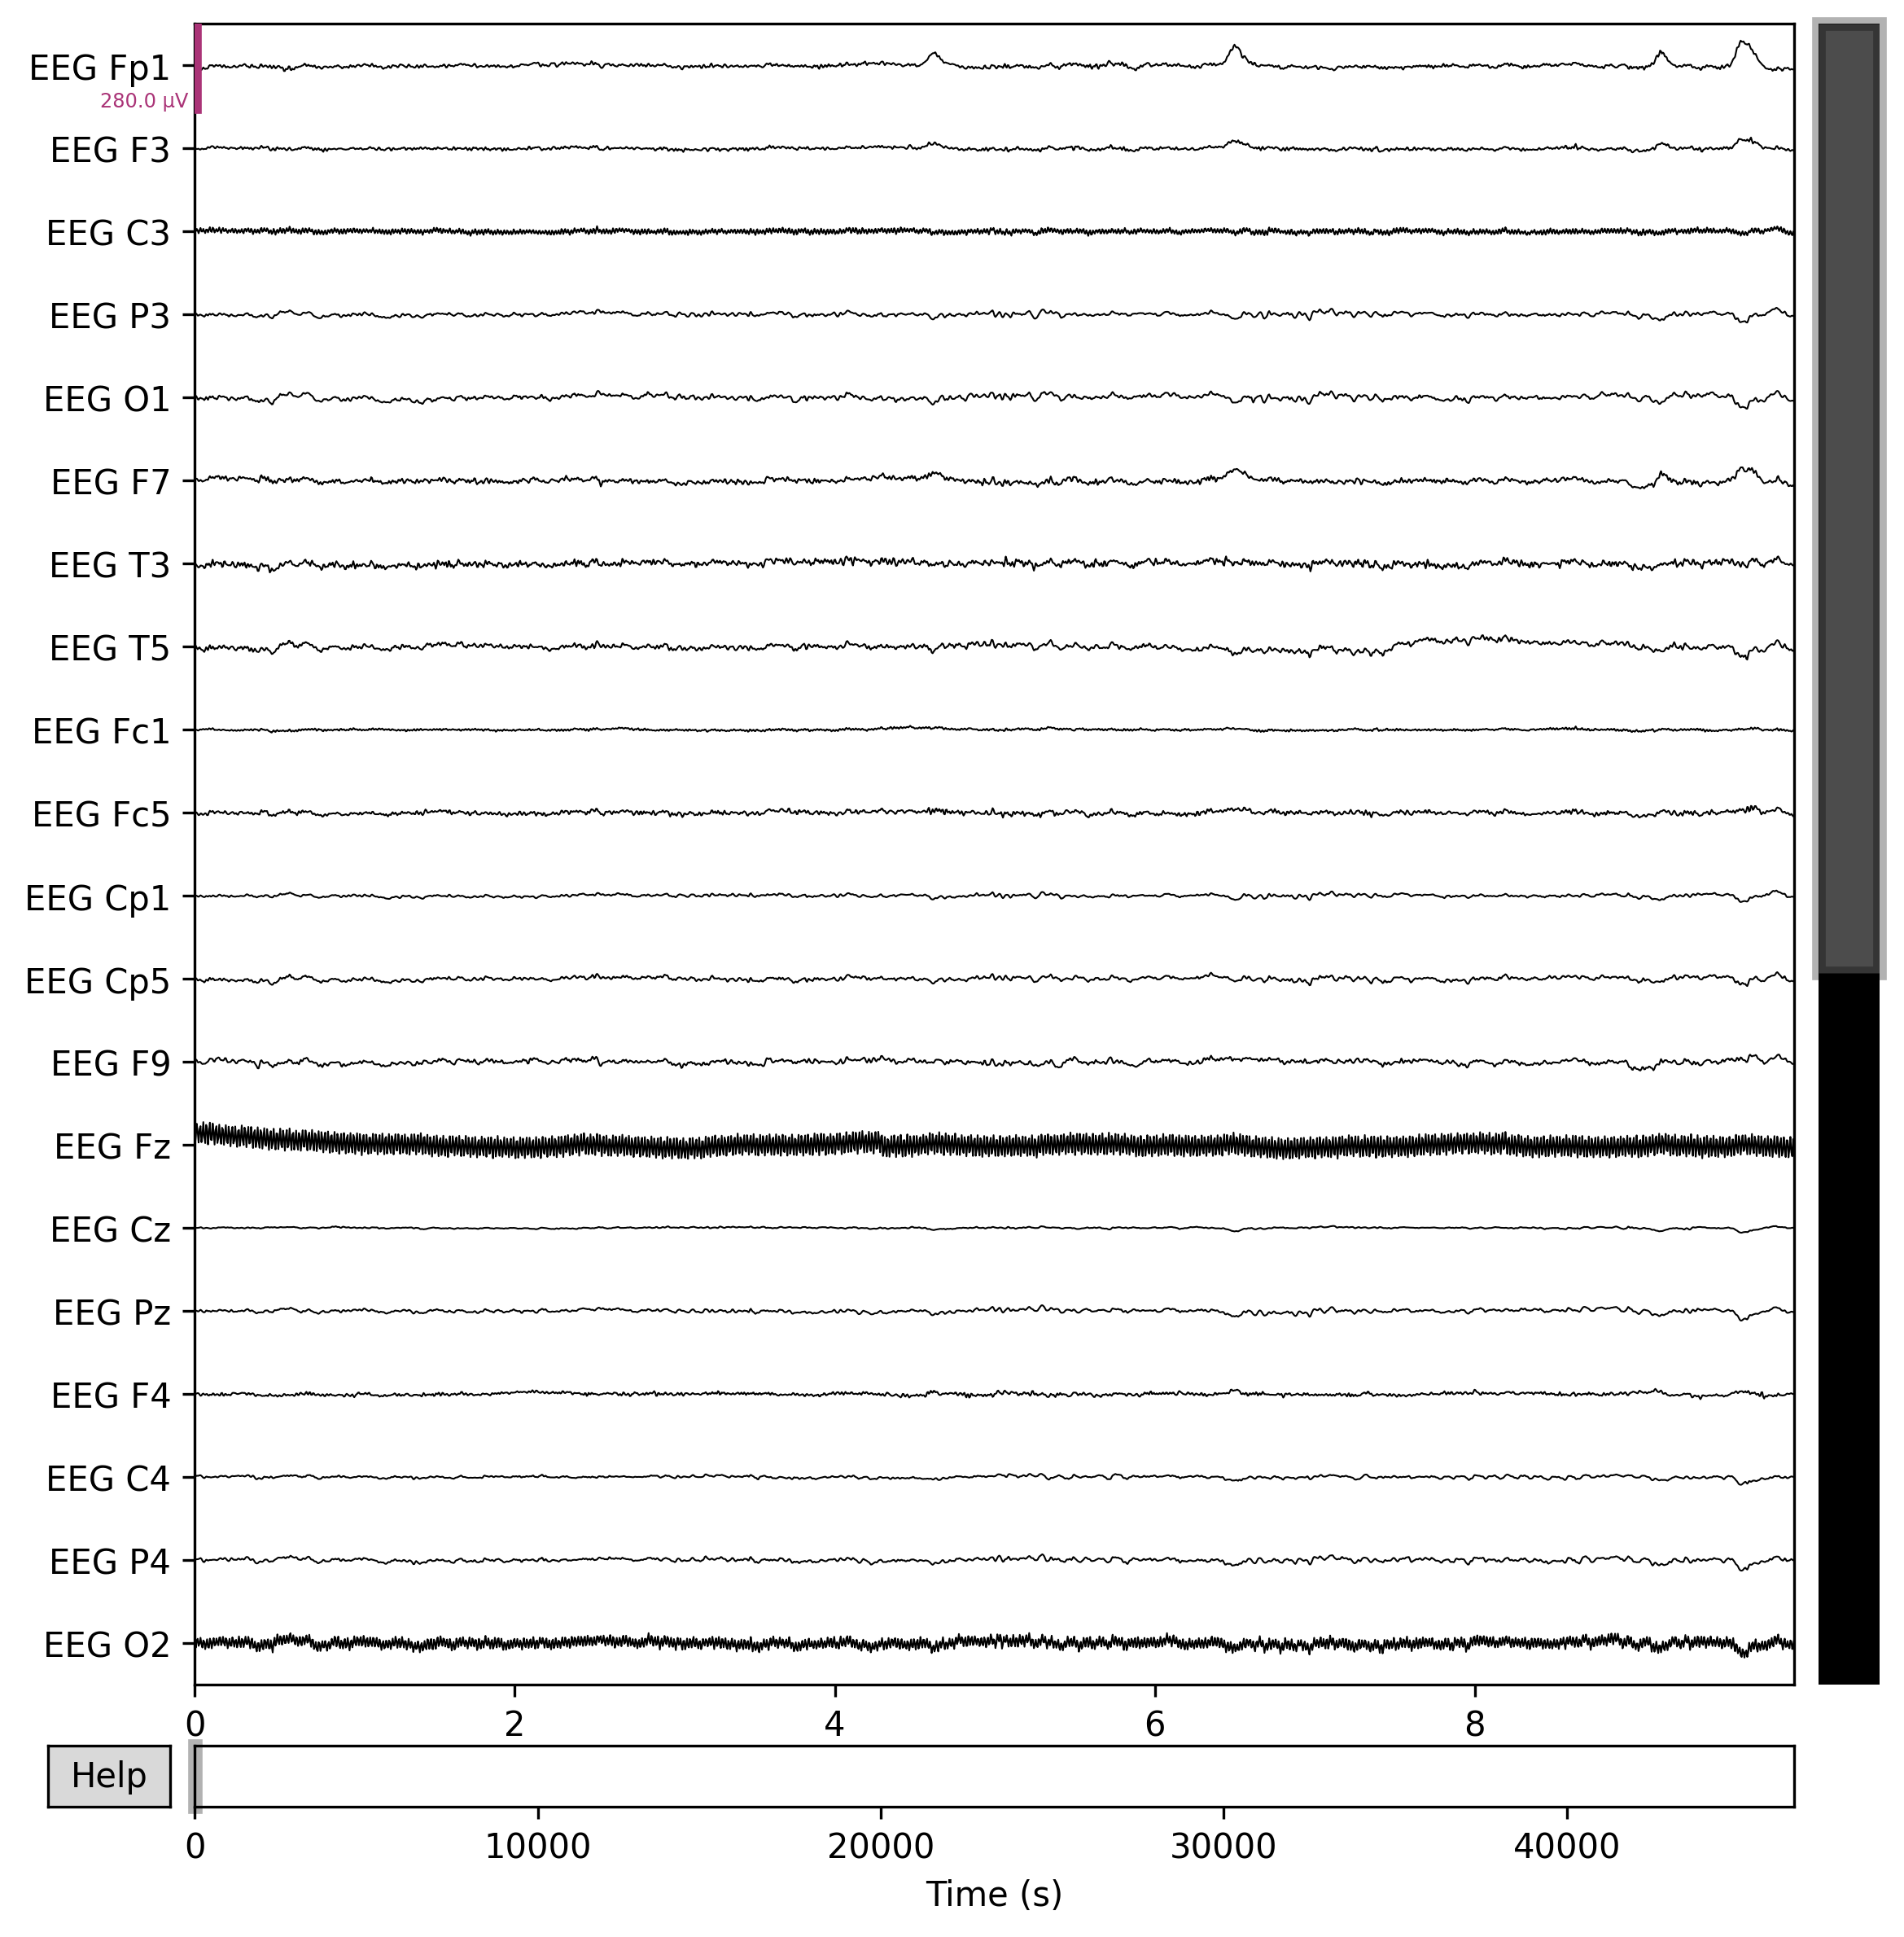 EEG Fp1
280.0 µV
EEG F3
EEG C3
EEG P3
EEG O1
EEG F7
EEG T3
EEG T5
EEG Fc1
EEG Fc5
EEG Cp1
EEG Cp5
EEG F9
EEG Fz
EEG Cz
EEG Pz
EEG F4
EEG C4
EEG P4
EEG O2
0 2 4 6 8
Help
0 10000 20000 30000 40000
Time (s)